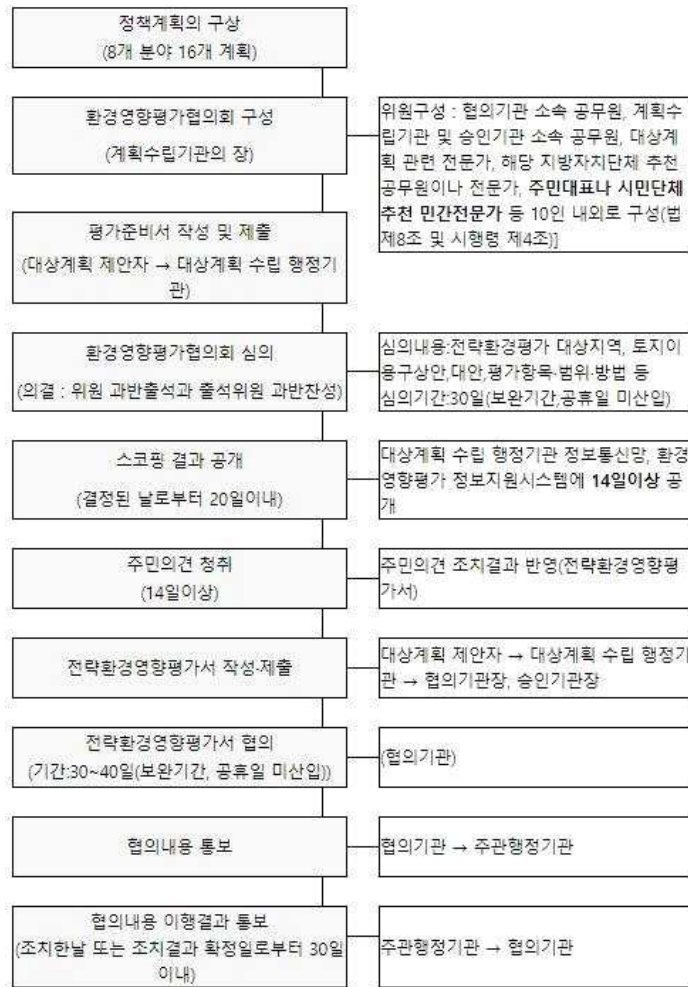 정책계획의 구상
(8개 분야 16개 계획)
환경영향평가협의회 구성
(계획수립기관의 장)
위원구성 : 협의기관 소속 공무원, 계획수
립기관 및 승인기관 소속 공무원, 대상계
획 관련 전문가, 해당 지방자치단체 추천
공무원이나 전문가, 주민대표나 시민단체
추천 민간전문가 등 10인 내외로 구성(법
제8조 및 시행령 제4조)]
평가준비서 작성 및 제출
(대상계획 제안자 → 대상계획 수립 행정기
관)
환경영향평가협의회 심의
(의결 : 위원 과반출석과 출석위원 과반찬성)
심의내용:전략환경평가 대상지역, 토지이
용구상안,대안,평가항목·범위·방법 등
심의기간:30일(보완기간,공휴일 미산입)
스코핑 결과 공개
(결정된 날로부터 20일이내)
대상계획 수립 행정기관 정보통신망, 환경
영향평가 정보지원시스템에 14일이상 공
개
주민의견 청취
(14일이상)
주민의견 조치결과 반영(전략환경영향평
가서)
전략환경영향평가서 작성·제출
대상계획 제안자 → 대상계획 수립 행정기
관 → 협의기관장, 승인기관장
전략환경영향평가서 협의
(기간:30~40일(보완기간, 공휴일 미산입))
(협의기관)
협의내용 통보
협의기관 → 주관행정기관
협의내용 이행결과 통보
(조치한날 또는 조치결과 확정일로부터 30일
이내)
주관행정기관 → 협의기관